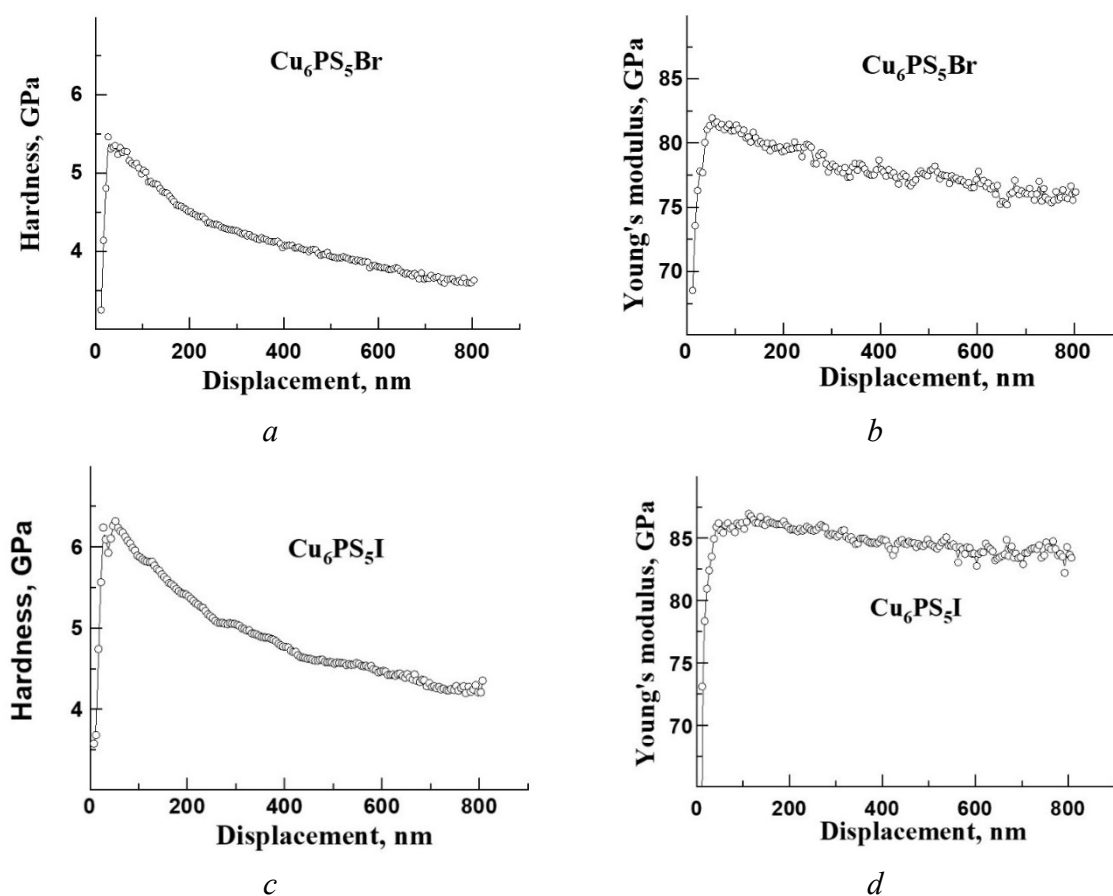 Cu₆PS₅Br
Hardness, GPa
6
4
0 200 400 600 800
Displacement, nm
a
Cu₆PS₅Br
Young's modulus, GPa
85
80
75
70
0 200 400 600 800
Displacement, nm
b
Cu₆PS₅I
Hardness, GPa
6
5
4
0 200 400 600 800
Displacement, nm
c
Cu₆PS₅I
Young's modulus, GPa
85
85
80
75
70
0 200 400 600 800
Displacement, nm
d